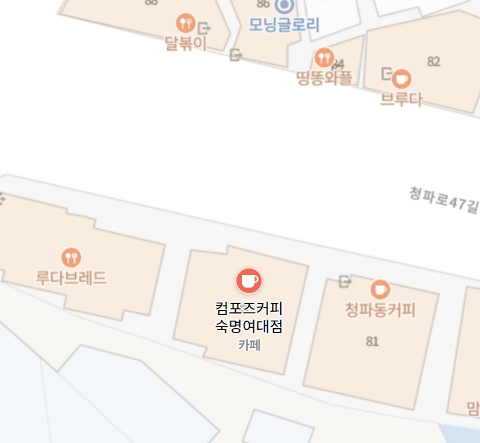 88
86
모닝글로리
달볶이
띵똥와플
84
82
브루다
청파로47길
루다브레드
컴포즈커피
숙명여대점
카페
청파동커피
81
맘